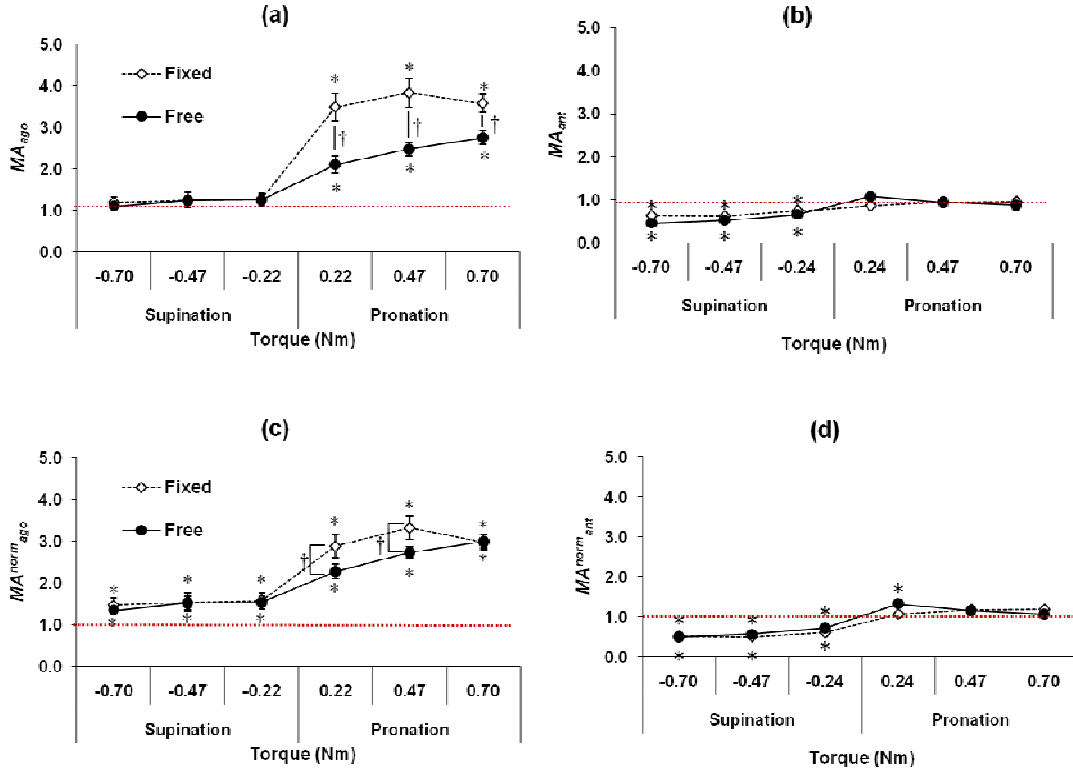 (a)
5.0
4.0
3.0
2.0
1.0
0.0
MAago
Fixed
Free
* * *
† † †
* * *
-0.70 -0.47 -0.22 0.22 0.47 0.70
Supination Pronation
Torque (Nm)
(b)
5.0
4.0
3.0
2.0
1.0
0.0
MAant
* * *
* * *
-0.70 -0.47 -0.24 0.24 0.47 0.70
Supination Pronation
Torque (Nm)
(c)
5.0
4.0
3.0
2.0
1.0
0.0
MAnormago
Fixed
Free
* * * * * *
† †
* * * * * *
-0.70 -0.47 -0.22 0.22 0.47 0.70
Supination Pronation
Torque (Nm)
(d)
5.0
4.0
3.0
2.0
1.0
0.0
MAnormant
* * * *
* * *
-0.70 -0.47 -0.24 0.24 0.47 0.70
Supination Pronation
Torque (Nm)